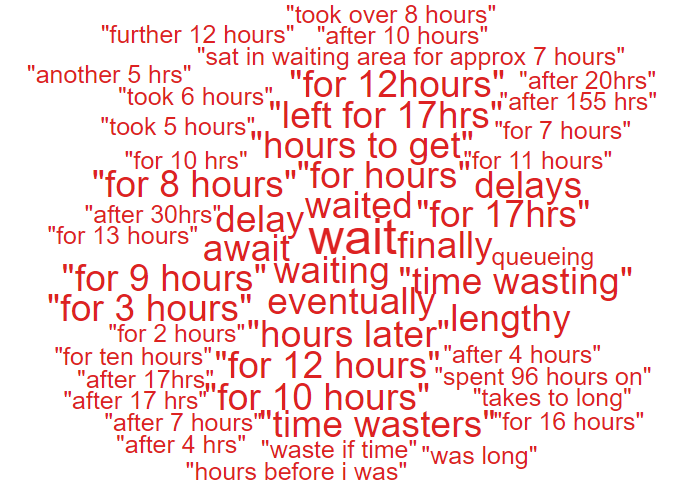 "took over 8 hours"
"further 12 hours" "after 10 hours"
"sat in waiting area for approx 7 hours"
"another 5 hrs" "for 12hours" "after 20hrs"
"took 6 hours" "left for 17hrs" "after 155 hrs"
"took 5 hours" "hours to get" "for 7 hours"
"for 10 hrs" "for hours" "for 11 hours"
"for 8 hours" delays
"after 30hrs" delay waited "for 17hrs"
"for 13 hours" await wait finally queueing
"for 9 hours" waiting "time wasting"
"for 3 hours" eventually lengthy
"for 2 hours" "hours later"
"for ten hours" "for 12 hours" "after 4 hours"
"after 17hrs" "spent 96 hours on"
"after 17 hrs" "for 10 hours" "takes to long"
"after 7 hours" "time wasters" "for 16 hours"
"after 4 hrs" "waste if time" "was long"
"hours before i was"